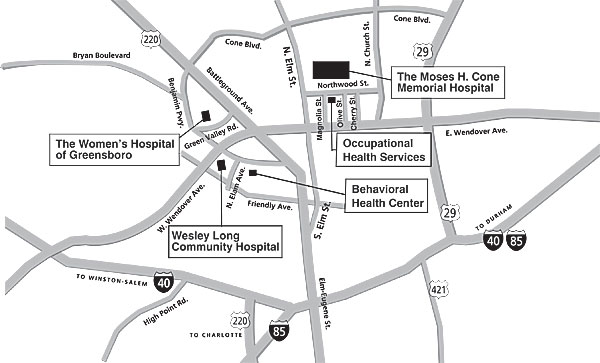 Cone Blvd.
220
Cone Blvd.
N. Church St.
29
Bryan Boulevard
N. Elm St.
Battleground Ave.
Benjamin Pwy.
Northwood St.
The Moses H. Cone
Memorial Hospital
Magnolia St.
Olive St.
Cherry St.
Green Valley Rd.
E. Wendover Ave.
The Women's Hospital
of Greensboro
Occupational
Health Services
N. Elam Ave.
Behavioral
Health Center
W. Wendover Ave.
Friendly Ave.
S. Elm St.
29
TO DURHAM
40
85
Wesley Long
Community Hospital
TO WINSTON-SALEM
40
Elm-Eugene St.
421
High Point Rd.
220
TO CHARLOTTE
85